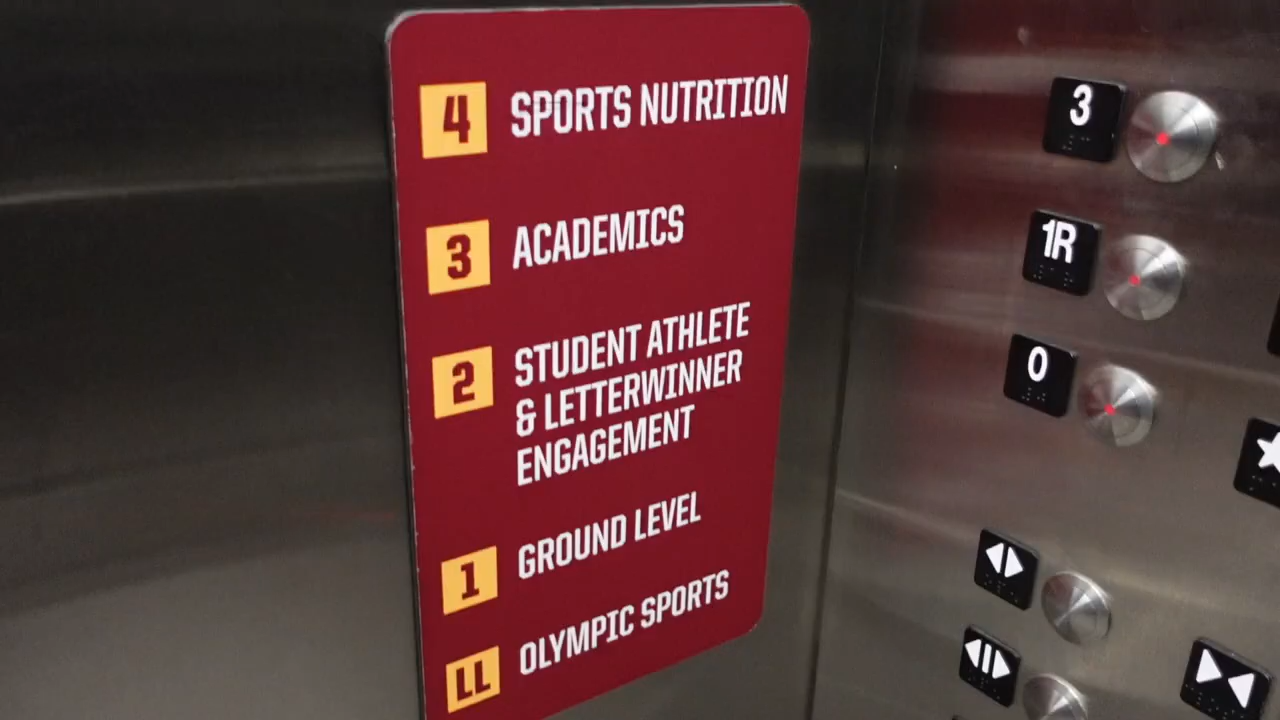 4 SPORTS NUTRITION
3 ACADEMICS
2 STUDENT ATHLETE
& LETTERWINNER
ENGAGEMENT
1 GROUND LEVEL
LL OLYMPIC SPORTS
3
1R
0